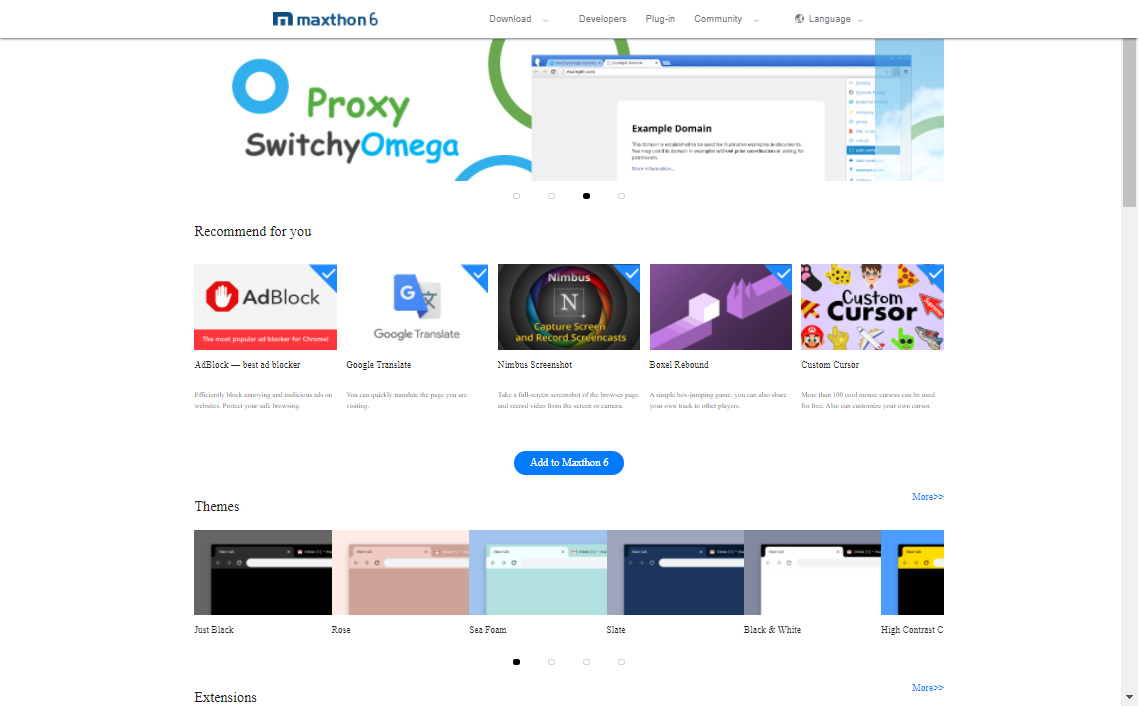 maxthon 6
Download
Developers
Plug-in
Community
Language
Proxy
SwitchyOmega
example.com
Example Domain
This domain is established to be used for illustrative examples in documents.
You may use this domain in examples without prior coordination or asking for
permission.
More information...
Recommend for you
AdBlock
The most popular ad blocker for Chrome!
Google Translate
Nimbus
N
Capture Screen
and Record Screencasts
Custom
Cursor
AdBlock — best ad blocker
Google Translate
Nimbus Screenshot
Boxel Rebound
Custom Cursor
Efficiently block annoying and malicious ads on
websites. Protect your safe browsing.
You can quickly translate the page you are
visiting.
Take a full-screen screenshot of the browser page
and record video from the screen or camera.
A simple box-jumping game, you can also share
your own track to other players.
More than 100 cool mouse cursors can be used
for free. Also can customize your own cursor.
Add to Maxthon 6
Themes
More>>
Just Black
Rose
Sea Foam
Slate
Black & White
High Contrast C
Extensions
More>>